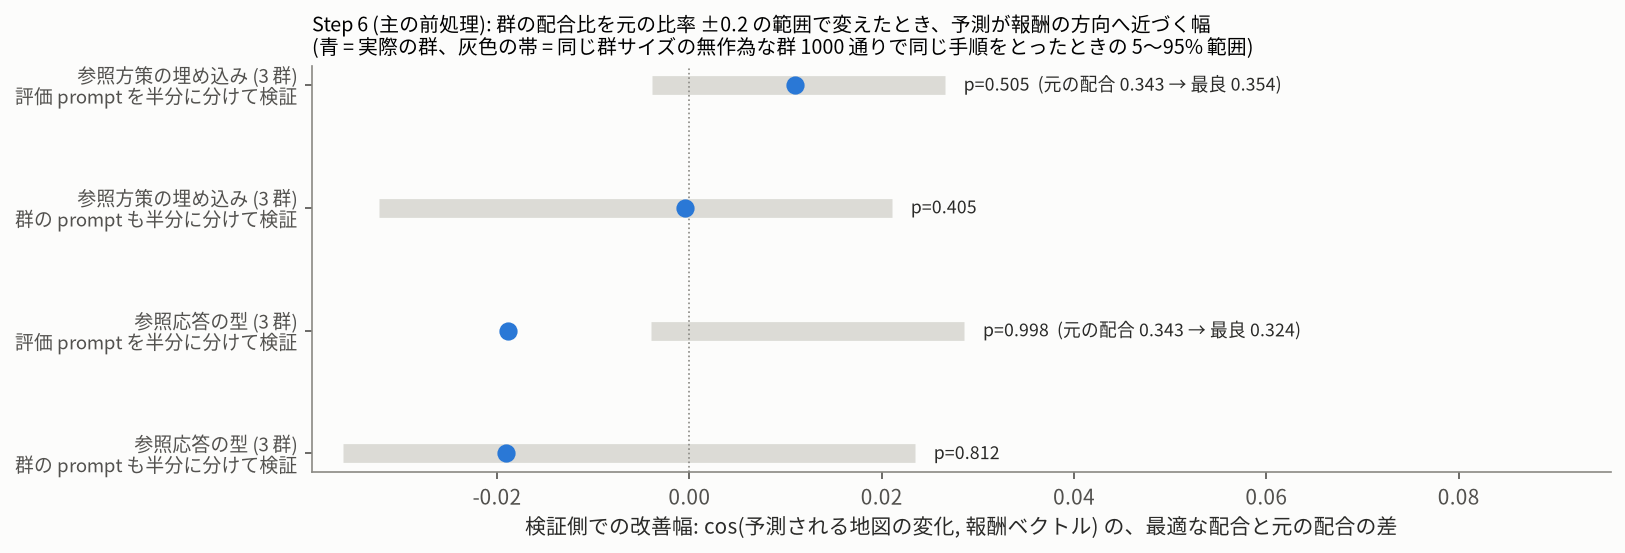 Step 6 (主の前処理): 群の配合比を元の比率 ±0.2 の範囲で変えたとき、予測が報酬の方向へ近づく幅
(青 = 実際の群、灰色の帯 = 同じ群サイズの無作為な群 1000 通りで同じ手順をとったときの 5〜95% 範囲)
参照方策の埋め込み (3 群)
評価 prompt を半分に分けて検証
p=0.505 (元の配合 0.343 → 最良 0.354)
参照方策の埋め込み (3 群)
群の prompt も半分に分けて検証
p=0.405
参照応答の型 (3 群)
評価 prompt を半分に分けて検証
p=0.998 (元の配合 0.343 → 最良 0.324)
参照応答の型 (3 群)
群の prompt も半分に分けて検証
p=0.812
-0.02 0.00 0.02 0.04 0.06 0.08
検証側での改善幅: cos(予測される地図の変化, 報酬ベクトル) の、最適な配合と元の配合の差